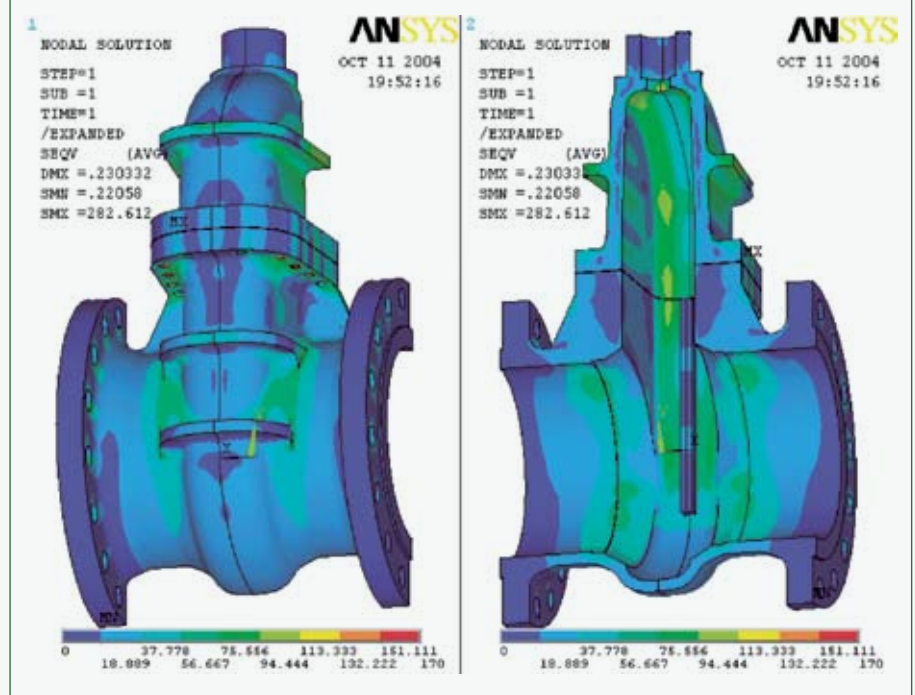 1
ANSYS
NODAL SOLUTION
OCT 11 2004
19:52:16
STEP=1
SUB =1
TIME=1
/EXPANDED
SEQV (AVG)
DMX =.230332
SMN =.22058
SMX =282.612
MX
X
MN
0 37.778 75.556 113.333 151.111
18.889 56.667 94.444 132.222 170
2
ANSYS
NODAL SOLUTION
OCT 11 2004
19:52:16
STEP=1
SUB =1
TIME=1
/EXPANDED
SEQV (AVG)
DMX =.23033
SMN =.22058
SMX =282.612
MX
Y
X
MN
0 37.778 75.556 113.333 151.111
18.889 56.667 94.444 132.222 170